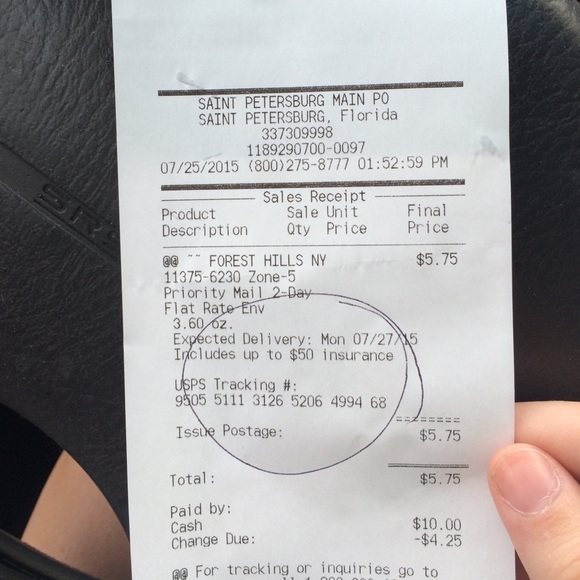 SAINT PETERSBURG MAIN PO
SAINT PETERSBURG, Florida
337309998
1189290700-0097
07/25/2015 (800)275-8777 01:52:59 PM
Sales Receipt
Product Sale Unit Final
Description Qty Price Price
@@ ~~ FOREST HILLS NY $5.75
11375-6230 Zone-5
Priority Mail 2-Day
Flat Rate Env
3.60 oz.
Expected Delivery: Mon 07/27/15
Includes up to $50 insurance
USPS Tracking #:
9505 5111 3126 5206 4994 68
========
Issue Postage: $5.75
Total: $5.75
Paid by:
Cash $10.00
Change Due: -$4.25
@@ For tracking or inquiries go to